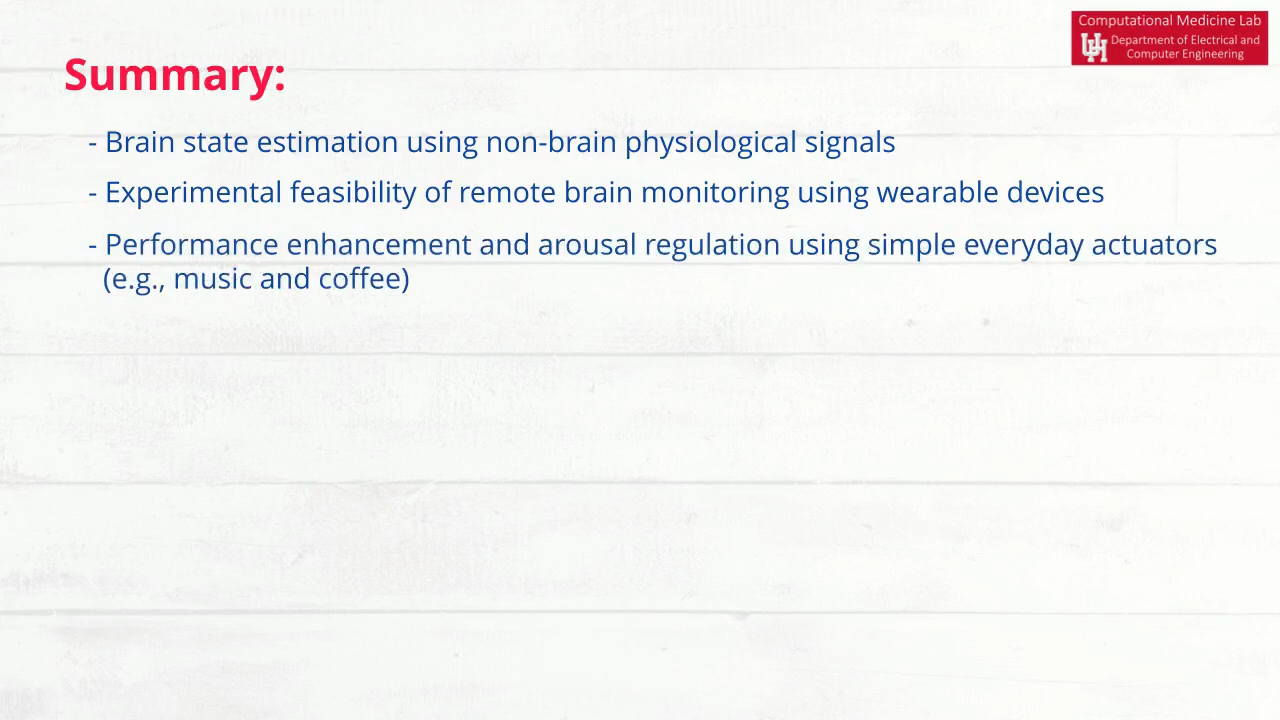 Computational Medicine Lab
UH Department of Electrical and
Computer Engineering
Summary:
- Brain state estimation using non-brain physiological signals
- Experimental feasibility of remote brain monitoring using wearable devices
- Performance enhancement and arousal regulation using simple everyday actuators
(e.g., music and coffee)